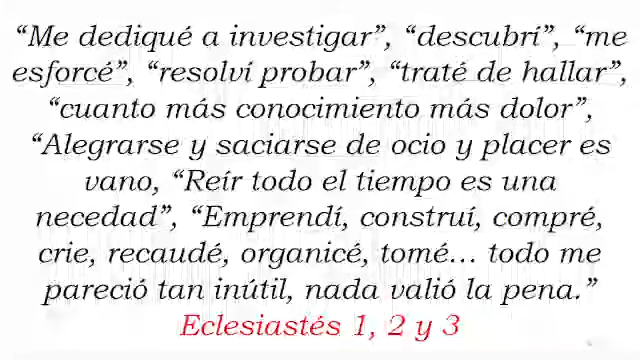 “Me dediqué a investigar”, “descubrí”, “me
esforcé”, “resolví probar”, “traté de hallar”,
“cuanto más conocimiento más dolor”,
“Alegrarse y saciarse de ocio y placer es
vano, “Reír todo el tiempo es una
necedad”, “Emprendí, construí, compré,
crie, recaudé, organicé, tomé... todo me
pareció tan inútil, nada valió la pena.”
Eclesiastés 1, 2 y 3